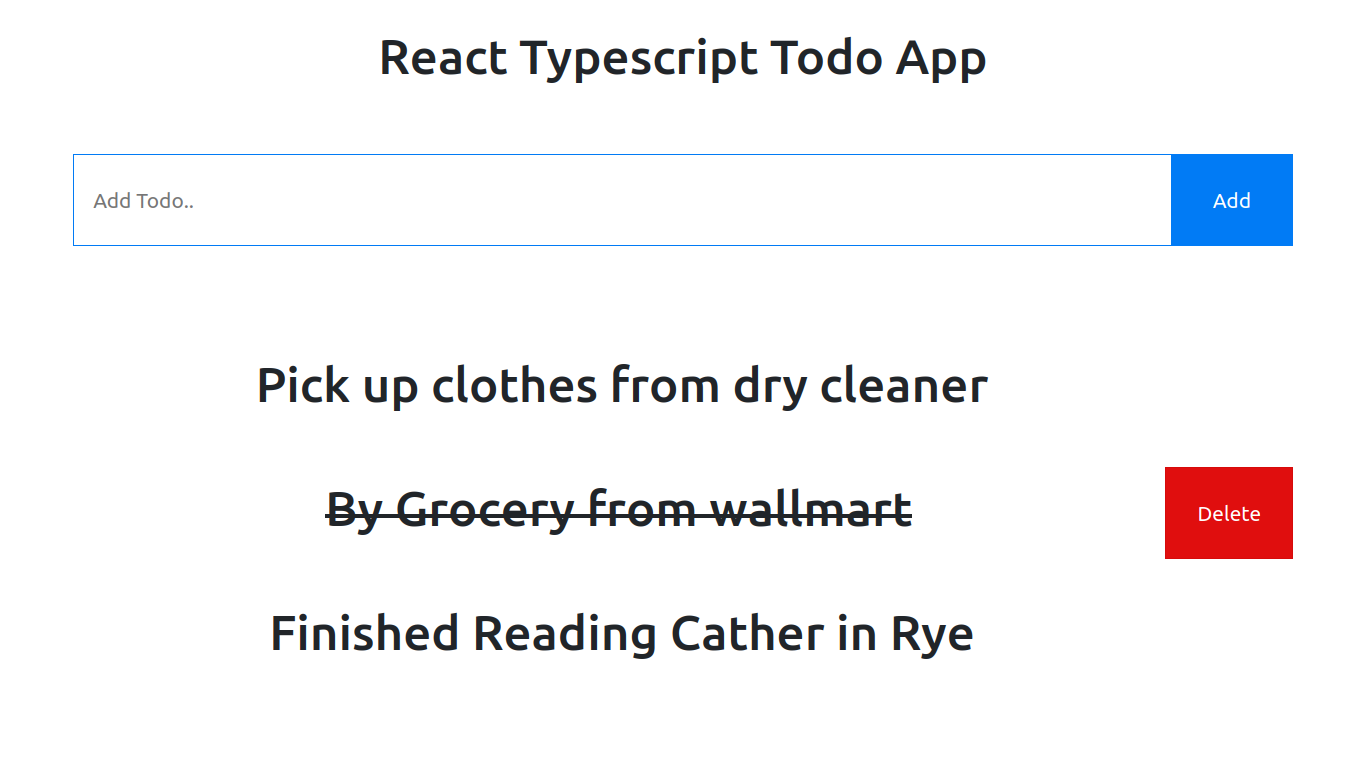 React Typescript Todo App
Add Todo..
Add
Pick up clothes from dry cleaner
By Grocery from wallmart
Delete
Finished Reading Cather in Rye